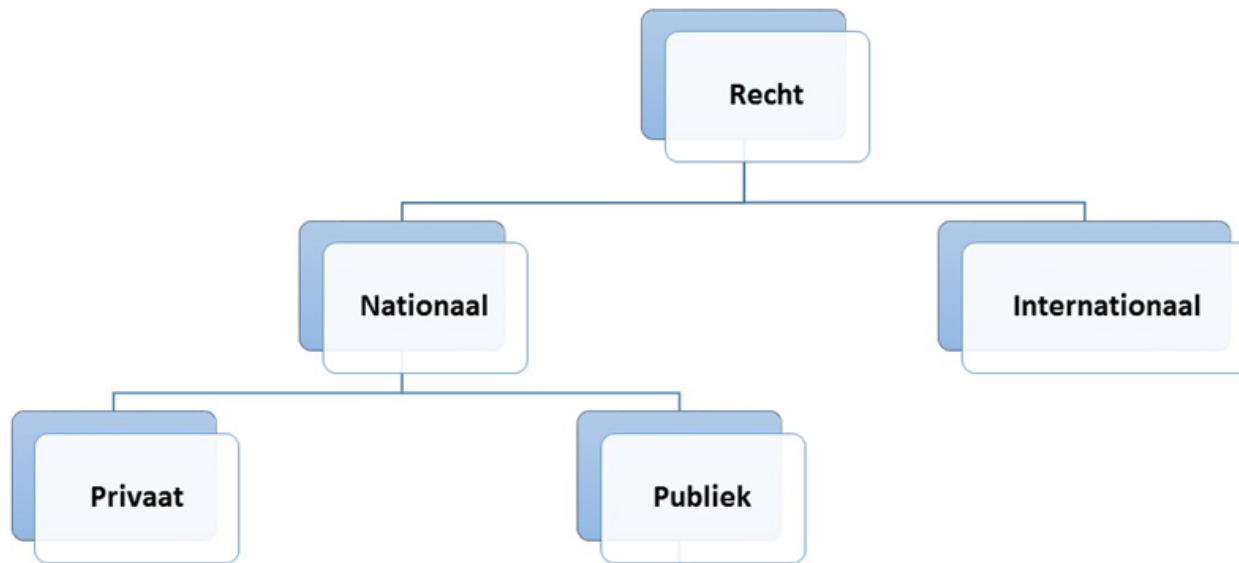 Recht
Nationaal
Internationaal
Privaat
Publiek